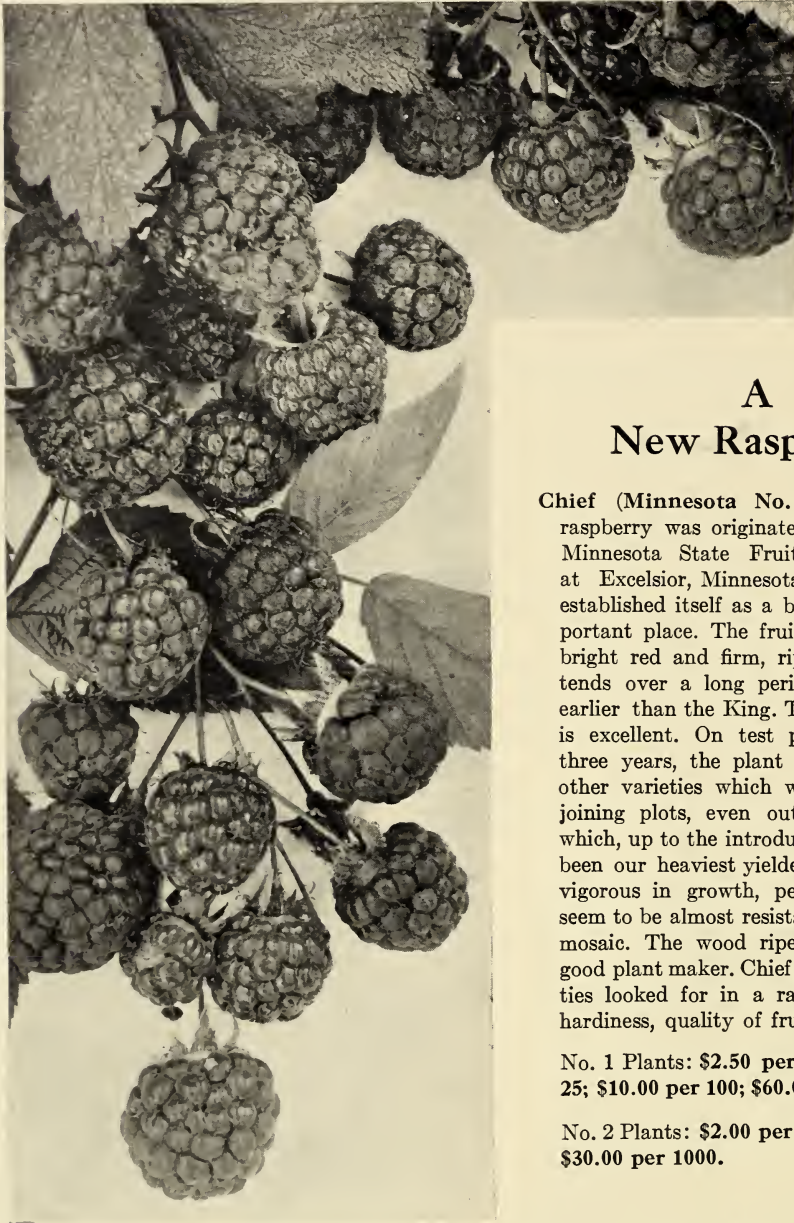 A
New Rasp
Chief (Minnesota No.
raspberry was originate
Minnesota State Fruit
at Excelsior, Minnesota
established itself as a b
portant place. The frui
bright red and firm, ri
tends over a long peri
earlier than the King. T
is excellent. On test p
three years, the plant
other varieties which w
joining plots, even out
which, up to the introdu
been our heaviest yielde
vigorous in growth, pe
seem to be almost resist
mosaic. The wood ripe
good plant maker. Chief
ties looked for in a ra
hardiness, quality of fru
No. 1 Plants: $2.50 per
25; $10.00 per 100; $60.0
No. 2 Plants: $2.00 per
$30.00 per 1000.